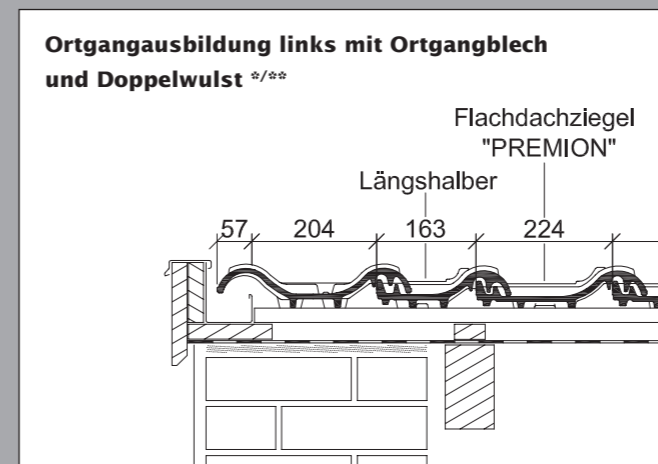 Ortgangausbildung links mit Ortgangblech
und Doppelwulst */**
Flachdachziegel
"PREMION"
Längshalber
57 204 163 224